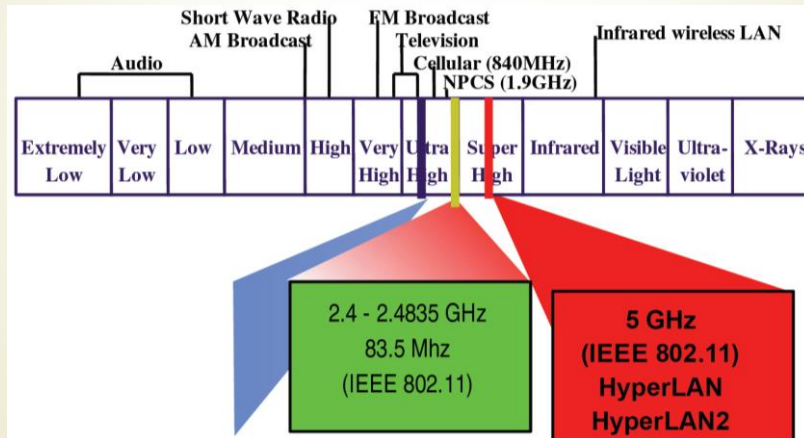 Short Wave Radio
FM Broadcast
Infrared wireless LAN
AM Broadcast
Television
Audio
Cellular (840MHz)
NPCS (1.9GHz)
Extremely Low
Very Low
Low
Medium
High
Very High
Ultra High
Super High
Infrared
Visible Light
Ultra-violet
X-Rays
2.4 - 2.4835 GHz
83.5 Mhz
(IEEE 802.11)
5 GHz
(IEEE 802.11)
HyperLAN
HyperLAN2